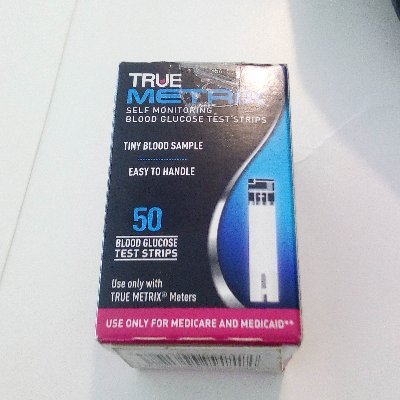 TRUE
METRIX
SELF MONITORING
BLOOD GLUCOSE TEST STRIPS
TINY BLOOD SAMPLE
EASY TO HANDLE
50
BLOOD GLUCOSE
TEST STRIPS
Use only with
TRUE METRIX® Meters
USE ONLY FOR MEDICARE AND MEDICAID**